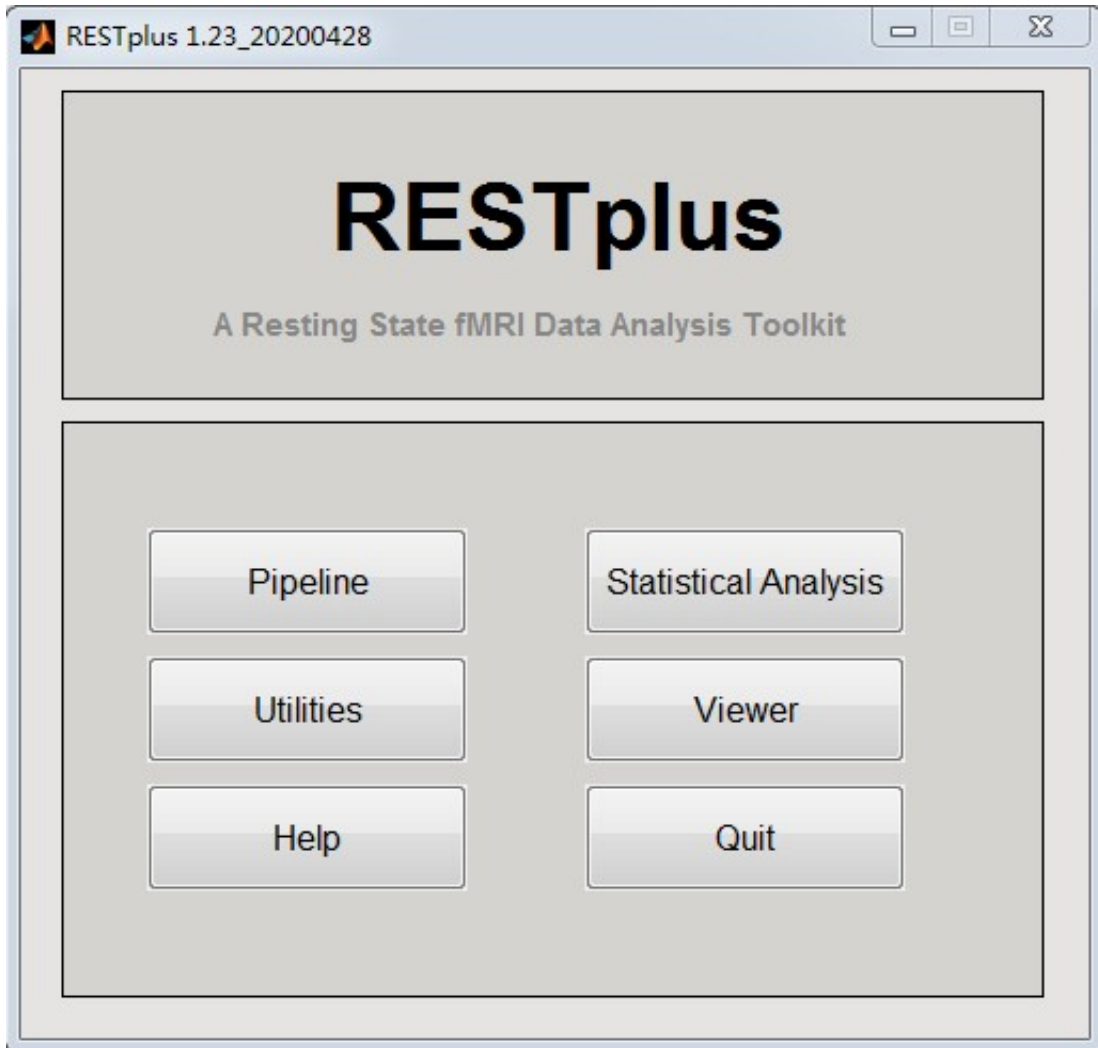 RESTplus 1.23_20200428
RESTplus
A Resting State fMRI Data Analysis Toolkit
Pipeline
Statistical Analysis
Utilities
Viewer
Help
Quit